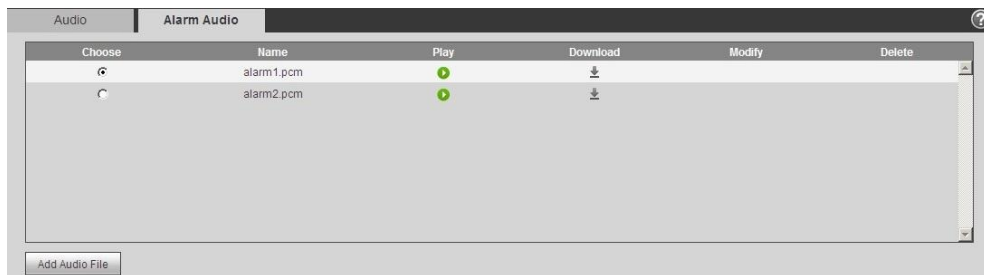 Audio Alarm Audio ?
Choose Name Play Download Modify Delete
alarm1.pcm
alarm2.pcm
Add Audio File